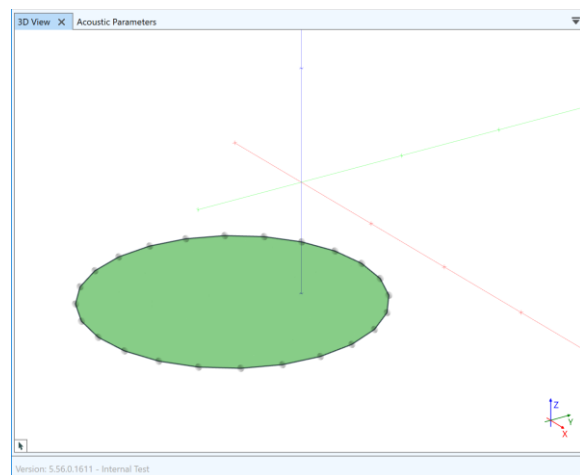 3D View X Acoustic Parameters
Z
Y
X
Version: 5.56.0.1611 - Internal Test